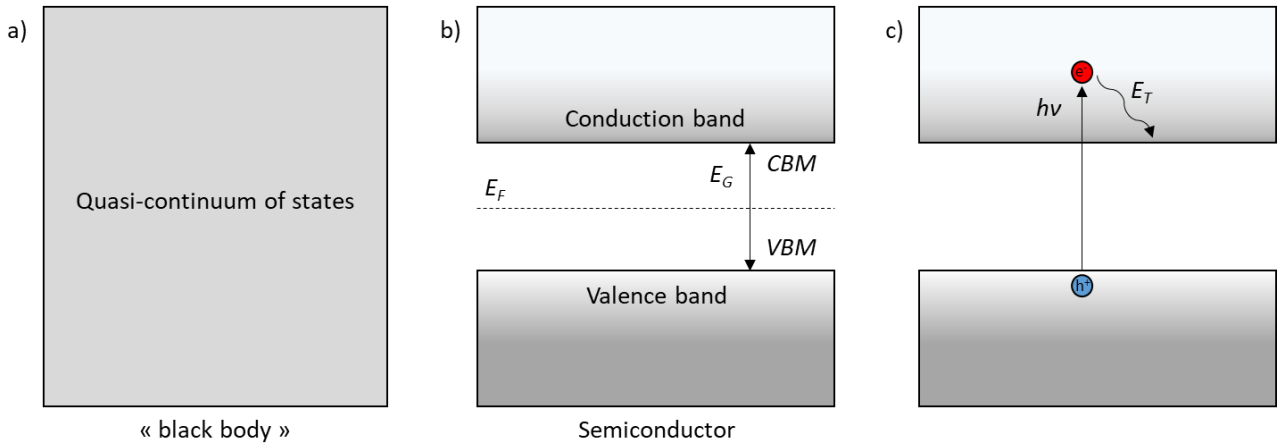 a)
Quasi-continuum of states
« black body »
b)
Conduction band
CBM
E_G
E_F
VBM
Valence band
Semiconductor
c)
e⁻
E_T
hν
h⁺